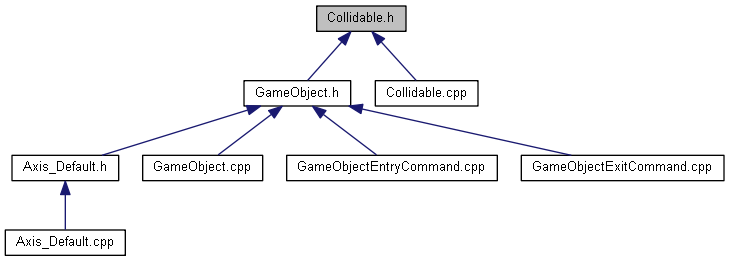 Collidable.h
GameObject.h
Collidable.cpp
Axis_Default.h
GameObject.cpp
GameObjectEntryCommand.cpp
GameObjectExitCommand.cpp
Axis_Default.cpp